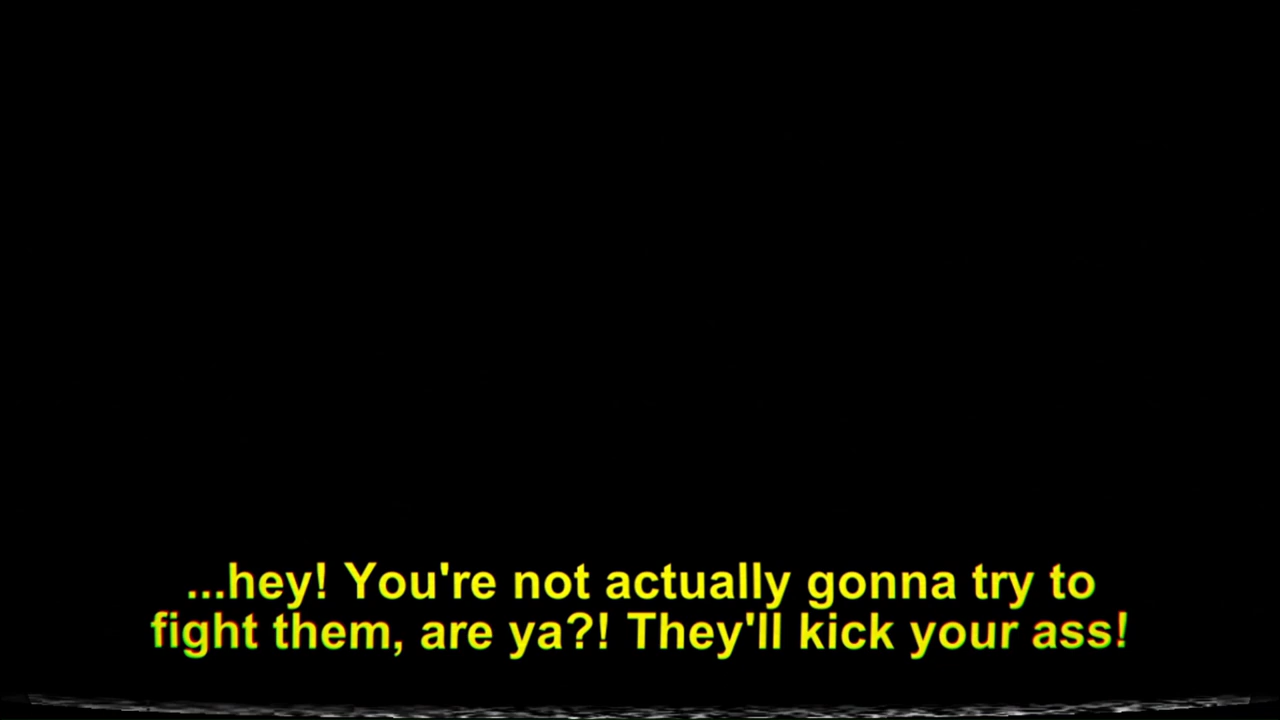 ...hey! You're not actually gonna try to
fight them, are ya?! They'll kick your ass!